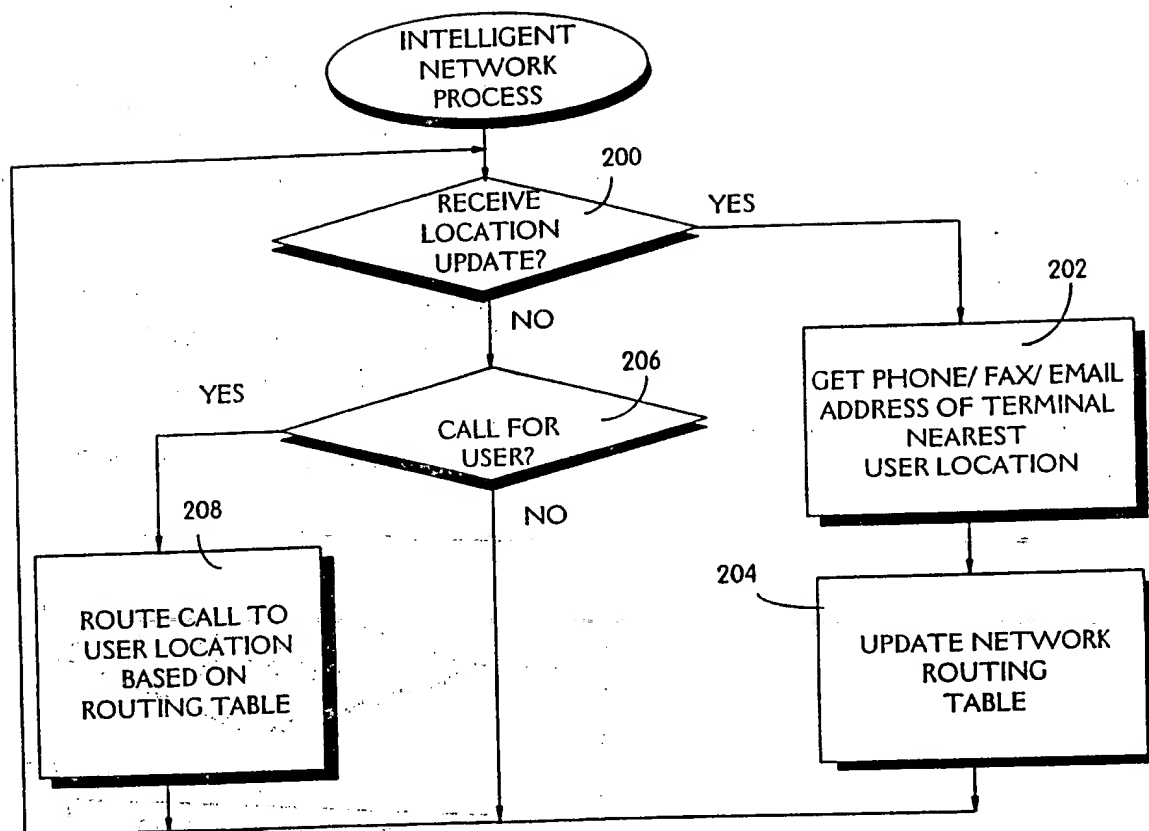 INTELLIGENT
NETWORK
PROCESS
200
RECEIVE
LOCATION
UPDATE?
YES
NO
202
GET PHONE/ FAX/ EMAIL
ADDRESS OF TERMINAL
NEAREST
USER LOCATION
206
CALL FOR
USER?
YES
NO
208
ROUTE CALL TO
USER LOCATION
BASED ON
ROUTING TABLE
204
UPDATE NETWORK
ROUTING
TABLE